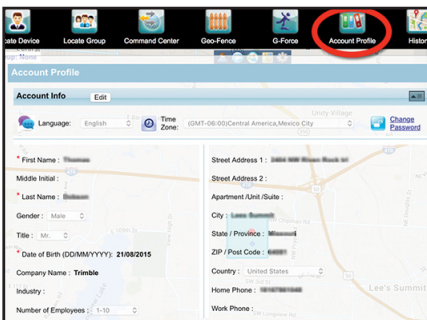 cate Device Locate Group Command Center Geo-Fence G-Force Account Profile Histor
Account Profile
Account Info Edit
Language: English Time Zone: (GMT-06:00)Central America,Mexico City Change Password
* First Name :
Street Address 1 :
Middle Initial :
Street Address 2 :
* Last Name :
Apartment /Unit /Suite :
Gender : Male
City :
Title : Mr.
State / Province : Missouri
* Date of Birth (DD/MM/YYYY): 21/08/2015
ZIP / Post Code :
Company Name : Trimble
Country : United States
Industry :
Home Phone :
Number of Employees : 1-10
Work Phone :
Unity Village
Lee's Summit